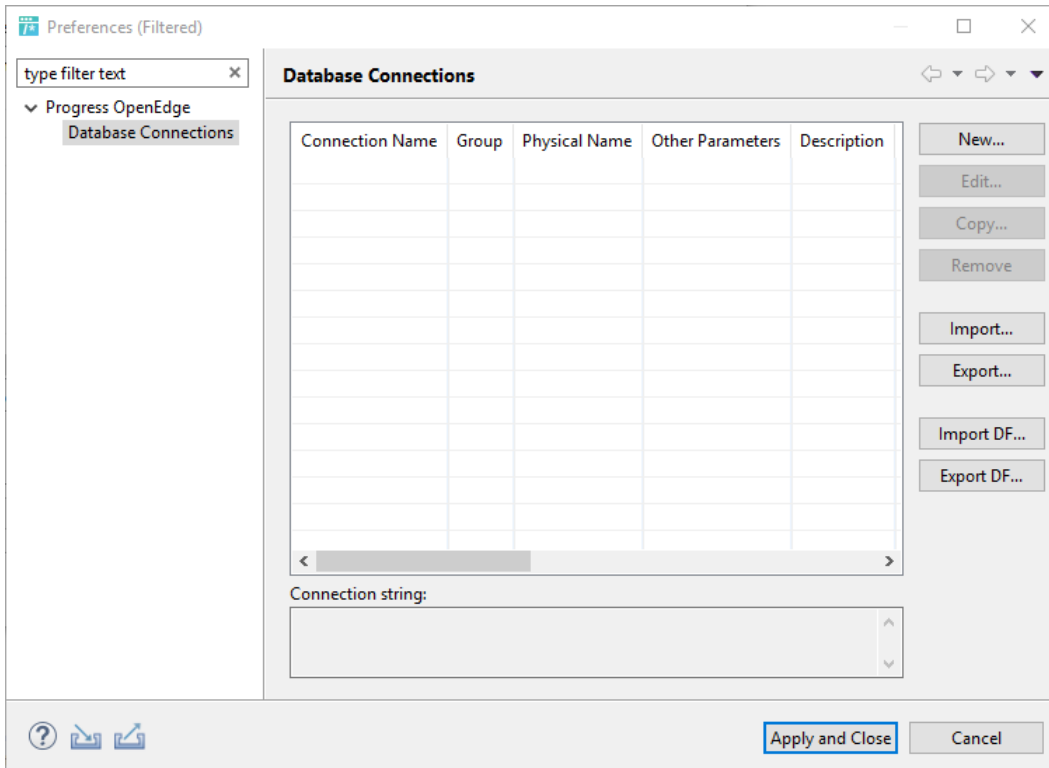 Preferences (Filtered)
type filter text
Progress OpenEdge
Database Connections
Database Connections
Connection Name Group Physical Name Other Parameters Description
New...
Edit...
Copy...
Remove
Import...
Export...
Import DF...
Export DF...
Connection string:
Apply and Close
Cancel